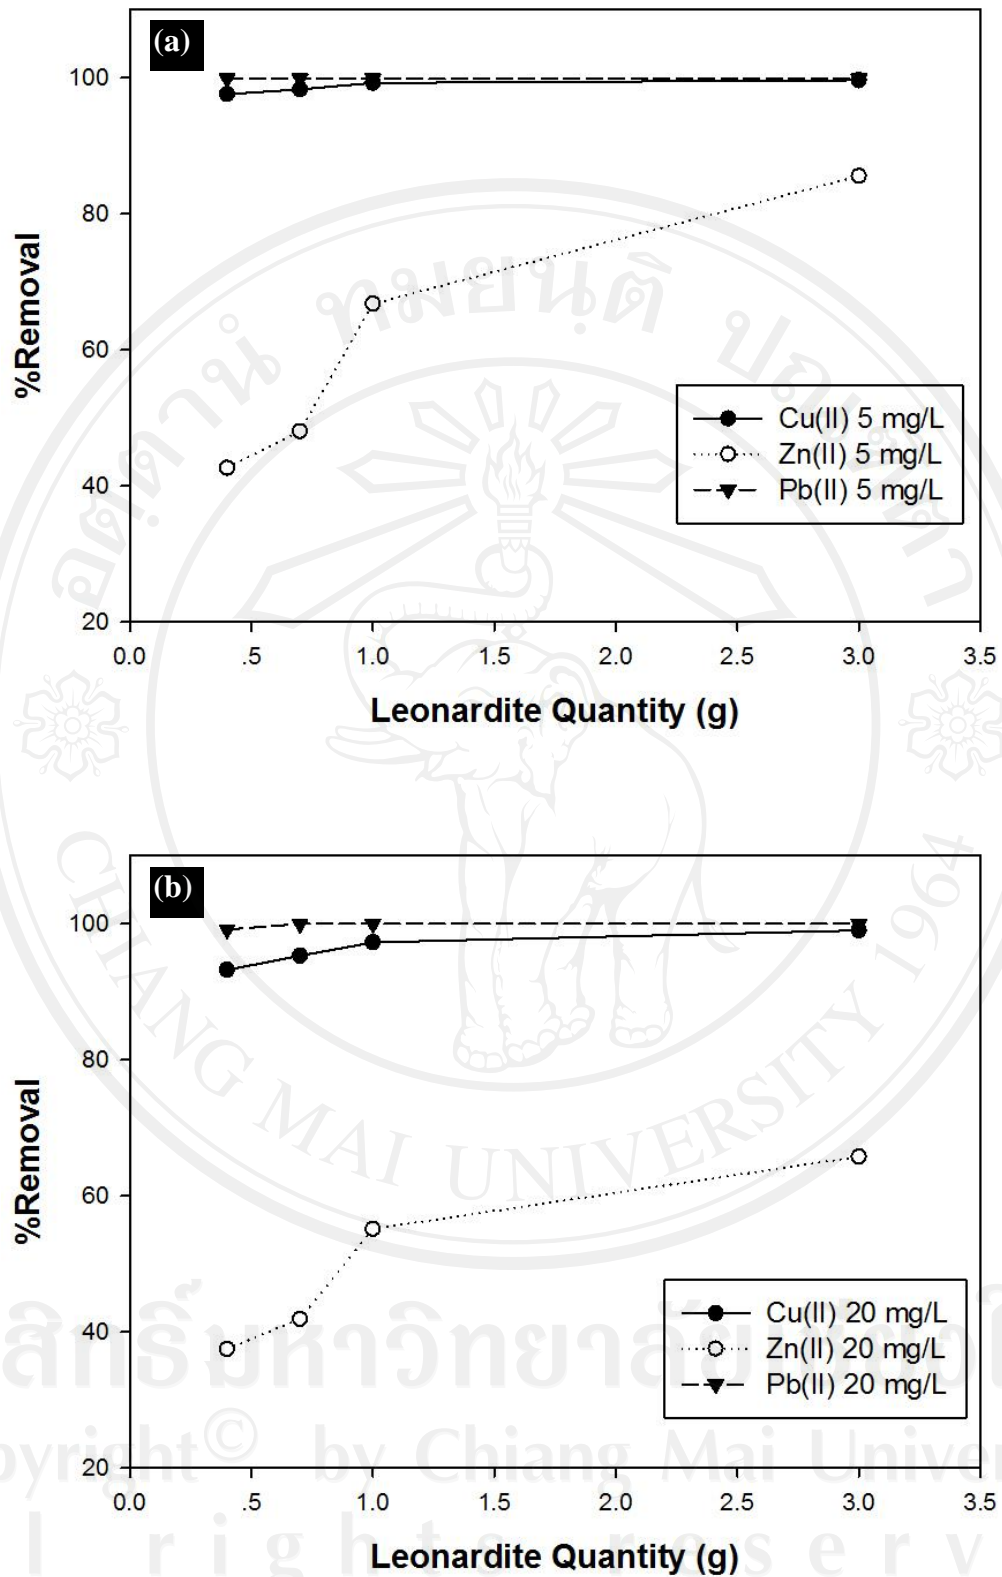 (a)
100
80
60
40
20
%Removal
Cu(II) 5 mg/L
Zn(II) 5 mg/L
Pb(II) 5 mg/L
0.0 .5 1.0 1.5 2.0 2.5 3.0 3.5
Leonardite Quantity (g)
(b)
100
80
60
40
20
%Removal
Cu(II) 20 mg/L
Zn(II) 20 mg/L
Pb(II) 20 mg/L
0.0 .5 1.0 1.5 2.0 2.5 3.0 3.5
Leonardite Quantity (g)
CHIANG MAI UNIVERSITY 1964
by Chiang Mai
rights